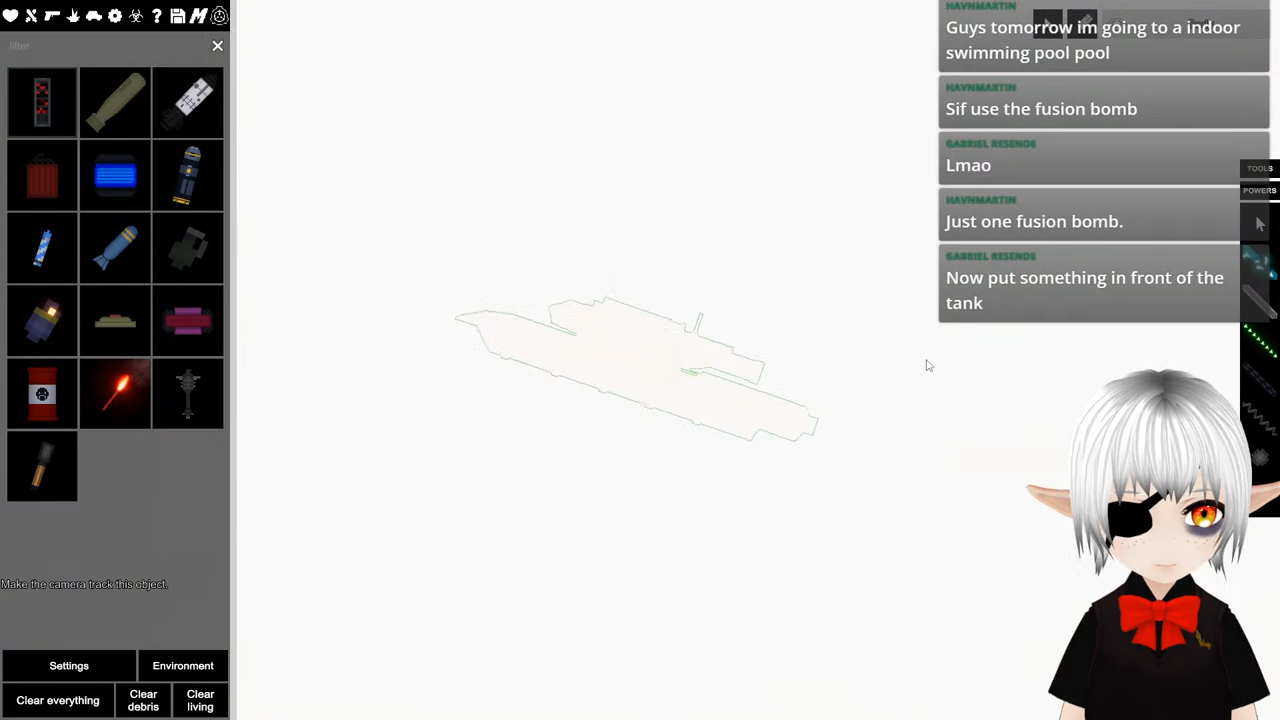 HAVNMARTIN
Guys tomorrow im going to a indoor
swimming pool pool
HAVNMARTIN
Sif use the fusion bomb
GABRIEL RESENDE
Lmao
HAVNMARTIN
Just one fusion bomb.
GABRIEL RESENDE
Now put something in front of the
tank
filter
TOOLS
POWERS
Make the camera track this object.
Settings
Environment
Clear everything
Clear
debris
Clear
living